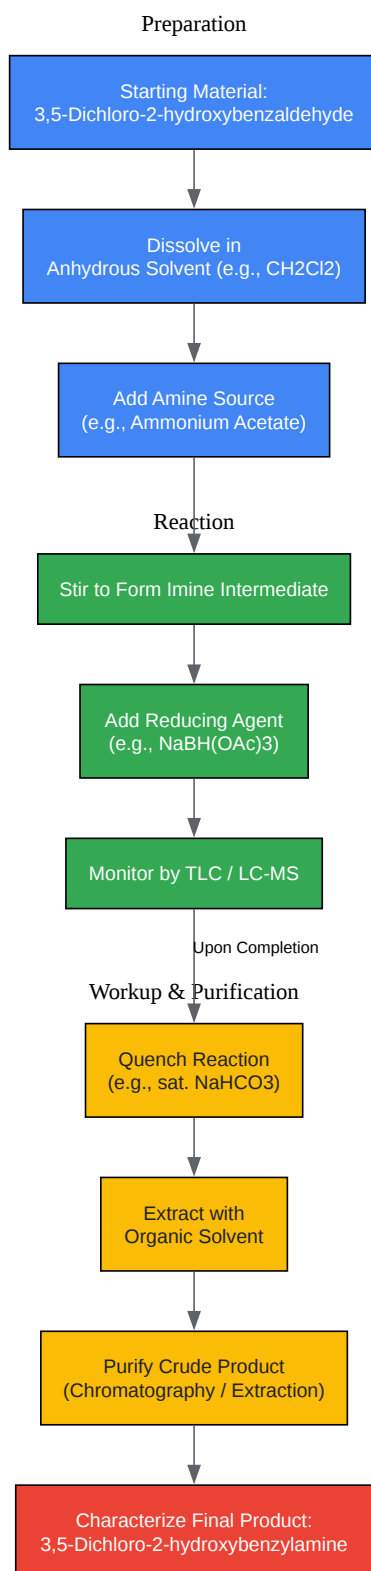 Preparation
Starting Material:
3,5-Dichloro-2-hydroxybenzaldehyde
Dissolve in
Anhydrous Solvent (e.g., CH2Cl2)
Add Amine Source
(e.g., Ammonium Acetate)
Reaction
Stir to Form Imine Intermediate
Add Reducing Agent
(e.g., NaBH(OAc)3)
Monitor by TLC / LC-MS
Upon Completion
Workup & Purification
Quench Reaction
(e.g., sat. NaHCO3)
Extract with
Organic Solvent
Purify Crude Product
(Chromatography / Extraction)
Characterize Final Product:
3,5-Dichloro-2-hydroxybenzylamine